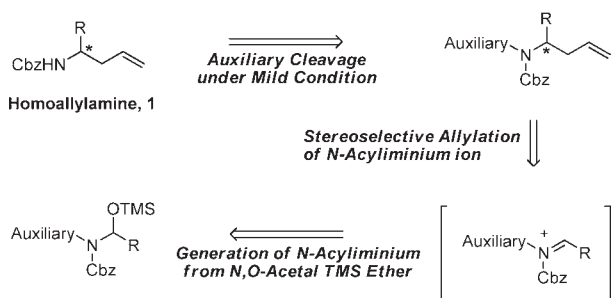 R
CbzHN
*
Homoallylamine, 1
Auxiliary Cleavage
under Mild Condition
R
Auxiliary
N
*
Cbz
Stereoselective Allylation
of N-Acyliminium ion
OTMS
Auxiliary
N
R
Cbz
Generation of N-Acyliminium
from N,O-Acetal TMS Ether
+
Auxiliary
N
R
Cbz